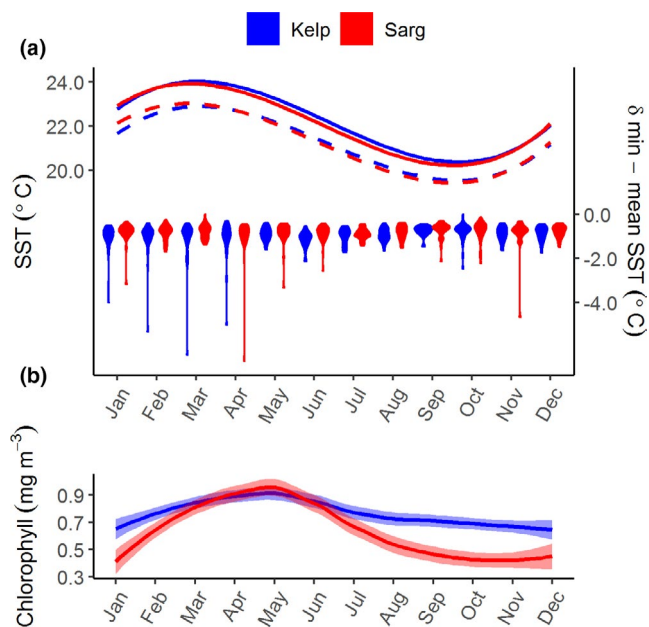 Kelp Sarg
(a)
24.0
22.0
20.0
SST (°C)
0.0
-2.0
-4.0
δ min – mean SST (°C)
Jan Feb Mar Apr May Jun Jul Aug Sep Oct Nov Dec
(b)
0.9
0.7
0.5
0.3
Chlorophyll (mg m⁻³)
Jan Feb Mar Apr May Jun Jul Aug Sep Oct Nov Dec